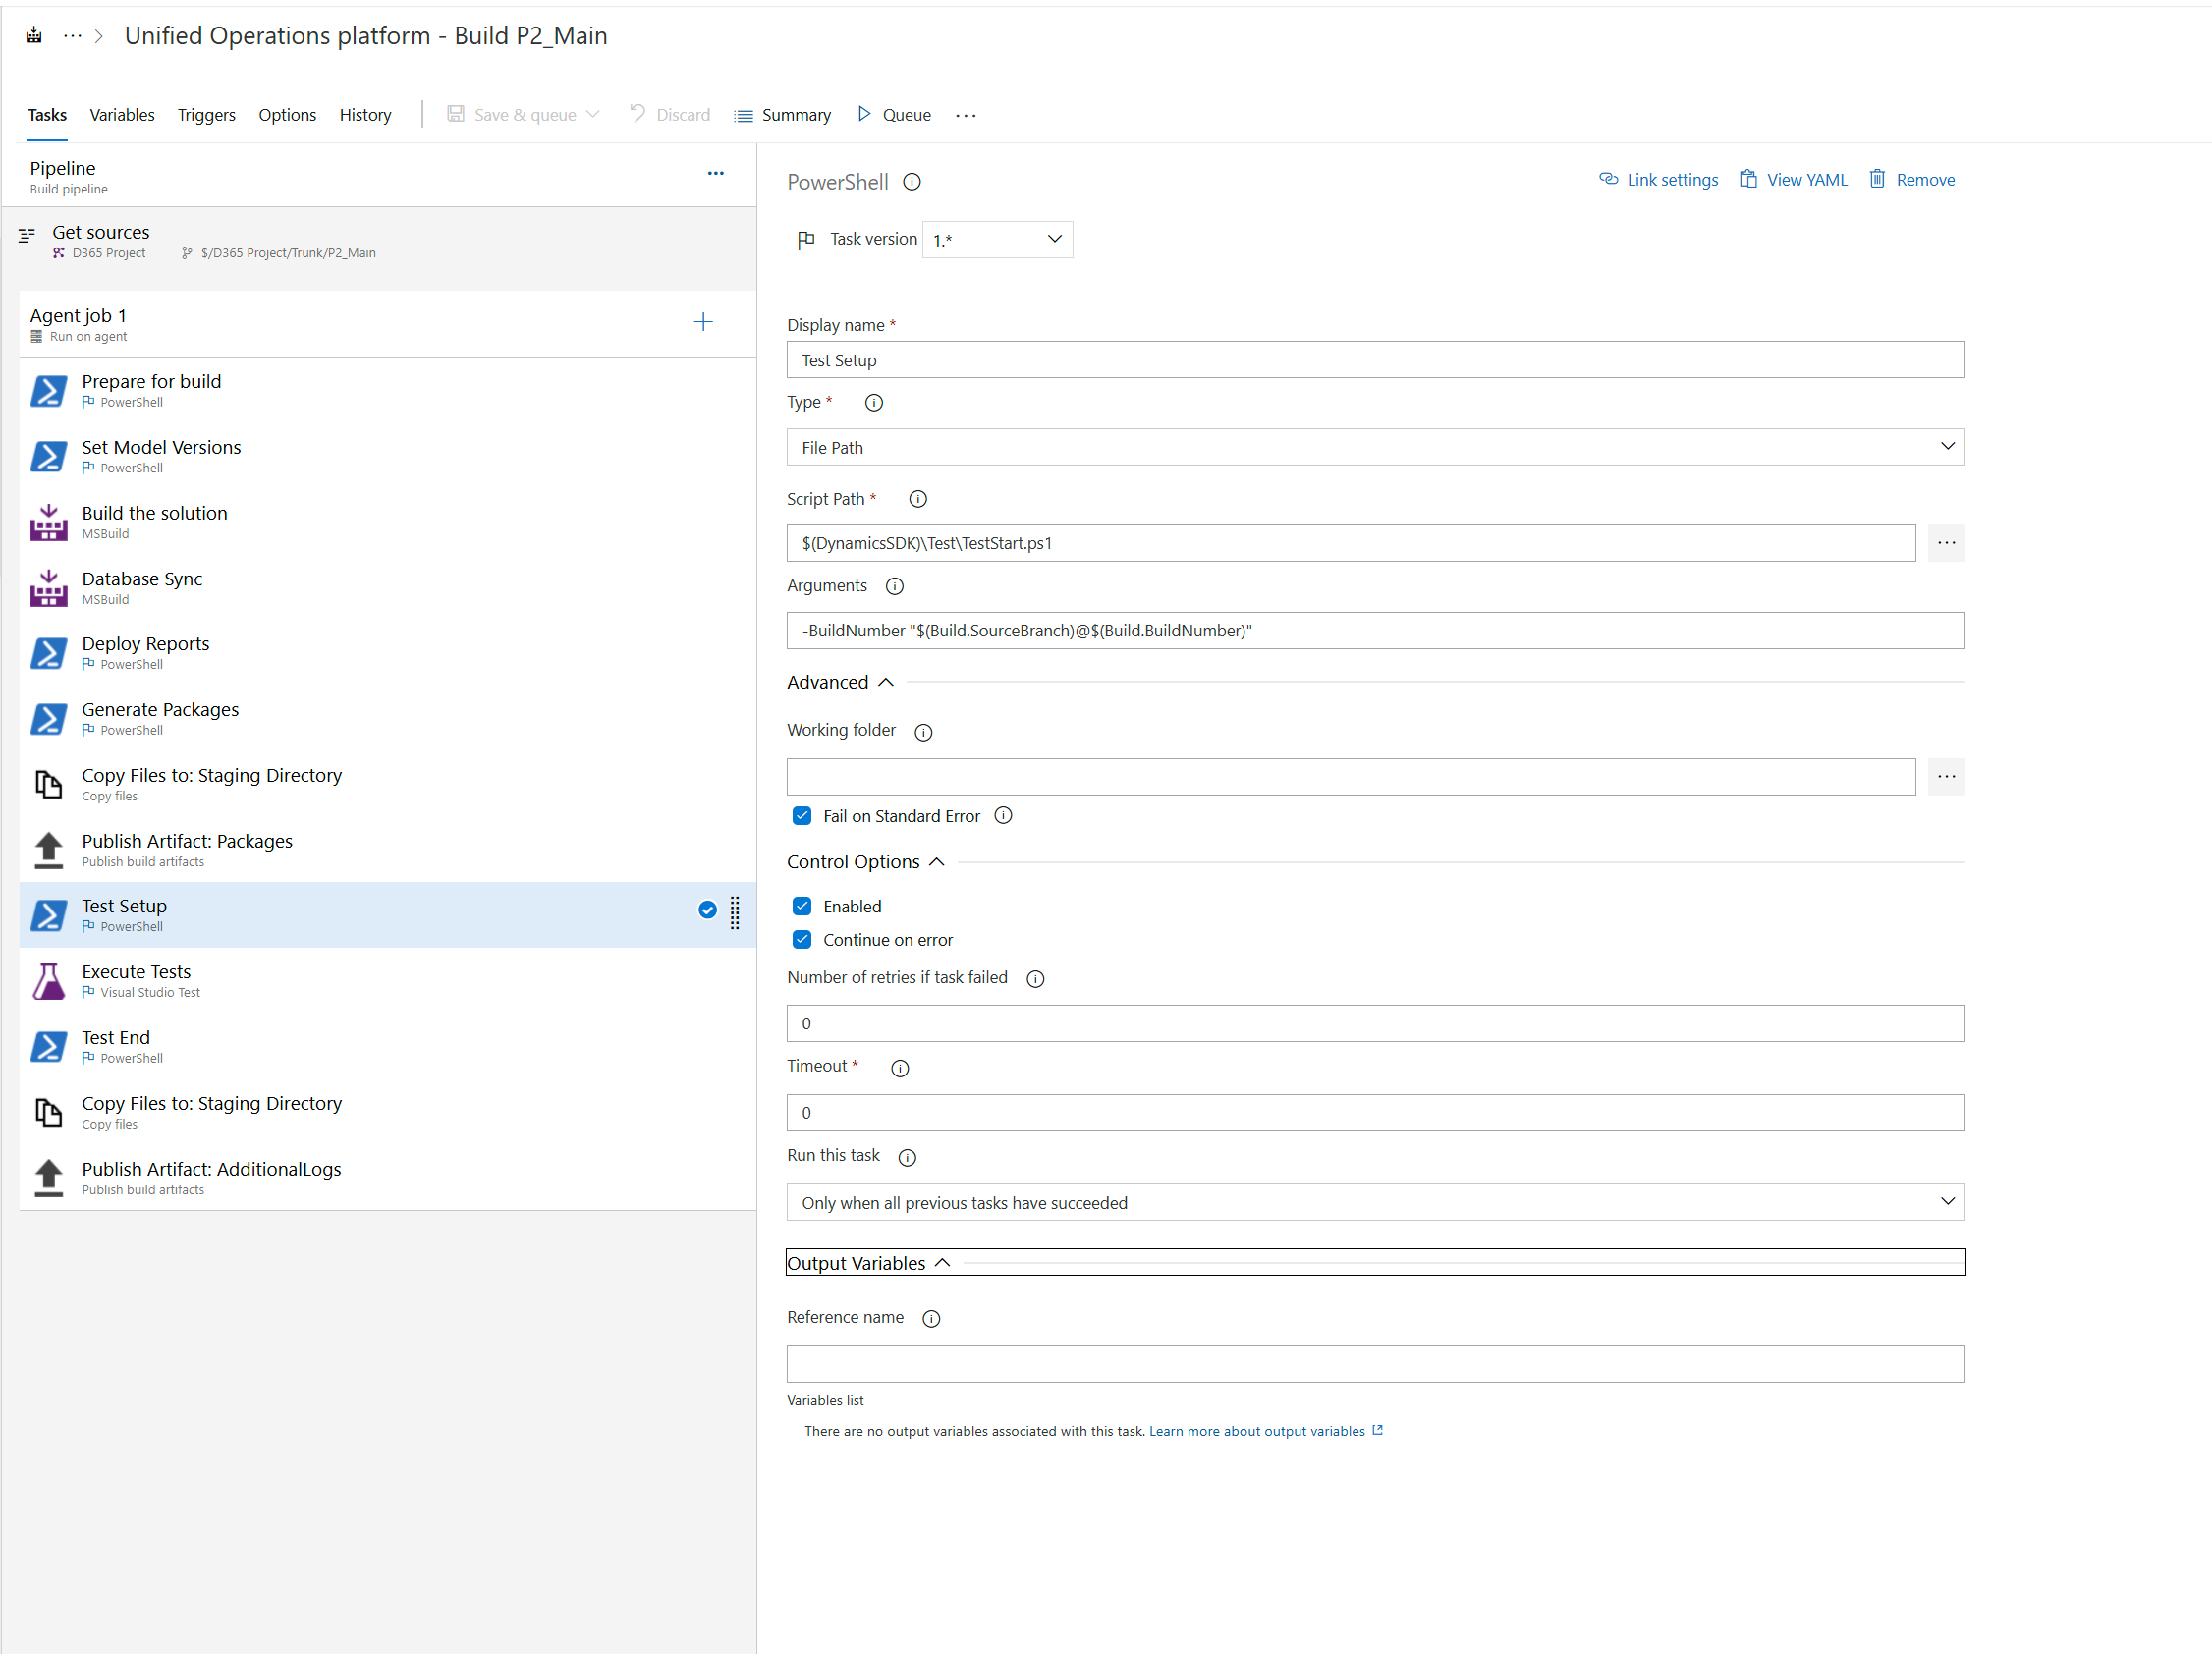 Unified Operations platform - Build P2_Main
Tasks Variables Triggers Options History Save & queue Discard Summary Queue
Pipeline
Build pipeline
Get sources
D365 Project $/D365 Project/Trunk/P2_Main
Agent job 1
Run on agent
Prepare for build
PowerShell
Set Model Versions
PowerShell
Build the solution
MSBuild
Database Sync
MSBuild
Deploy Reports
PowerShell
Generate Packages
PowerShell
Copy Files to: Staging Directory
Copy files
Publish Artifact: Packages
Publish build artifacts
Test Setup
PowerShell
Execute Tests
Visual Studio Test
Test End
PowerShell
Copy Files to: Staging Directory
Copy files
Publish Artifact: AdditionalLogs
Publish build artifacts
PowerShell
Link settings View YAML Remove
Task version 1.*
Display name *
Test Setup
Type *
File Path
Script Path *
$(DynamicsSDK)\Test\TestStart.ps1
Arguments
-BuildNumber "$(Build.SourceBranch)@$(Build.BuildNumber)"
Advanced
Working folder
Fail on Standard Error
Control Options
Enabled
Continue on error
Number of retries if task failed
0
Timeout *
0
Run this task
Only when all previous tasks have succeeded
Output Variables
Reference name
Variables list
There are no output variables associated with this task. Learn more about output variables